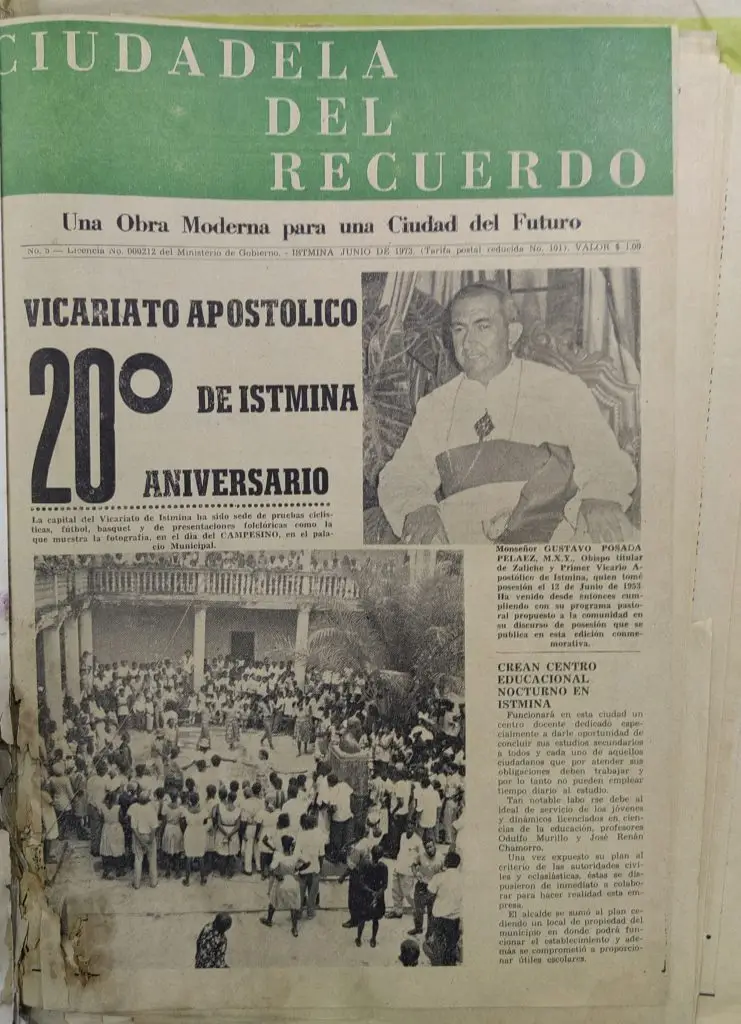 CIUDADELA
DEL
RECUERDO
Una Obra Moderna para una Ciudad del Futuro
No. 5 — Licencia No. 000212 del Ministerio de Gobierno. - ISTMINA JUNIO DE 1973. (Tarifa postal reducida No. 101). VALOR $ 1.00
VICARIATO APOSTOLICO
20º DE ISTMINA
ANIVERSARIO
La capital del Vicariato de Istmina ha sido sede de pruebas ciclís-
ticas, fútbol, basquet y de presentaciones folclóricas como la
que muestra la fotografía, en el día del CAMPESINO, en el pala-
cio Municipal.
Monseñor GUSTAVO POSADA
PELAEZ, M.X.Y., Obispo titular
de Zaliche y Primer Vicario A-
postólico de Istmina, quien tomó
posesión el 13 de Junio de 1953.
Ha venido desde entonces cum-
pliendo con su programa pasto-
ral propuesto a la comunidad en
su discurso de posesión que se
publica en esta edición conme-
morativa.
CREAN CENTRO
EDUCACIONAL
NOCTURNO EN
ISTMINA
Funcionará en esta ciudad un
centro docente dedicado espe-
cialmente a darle oportunidad de
concluir sus estudios secundarios
a todos y cada uno de aquellos
ciudadanos que por atender sus
obligaciones deben trabajar y
por lo tanto no pueden emplear
tiempo diario al estudio.
Tan notable labo rse debe al
ideal de servicio de los jóvenes
y dinámicos licenciados en, cien-
cias de la educación, profesores
Odulfo Murillo y José Renán
Chamorro.
Una vez expuesto su plan al
criterio de las autoridades civi-
les y eclasiásticas, éstas se dis-
pusieron de inmediato a colabo-
rar para hacer realidad esta em-
presa.
El alcalde se sumó al plan ce-
diendo un local de propiedad del
municipio en donde podrá fun-
cionar el establecimiento y ade-
más se comprometió a proporcio-
nar útiles escolares.